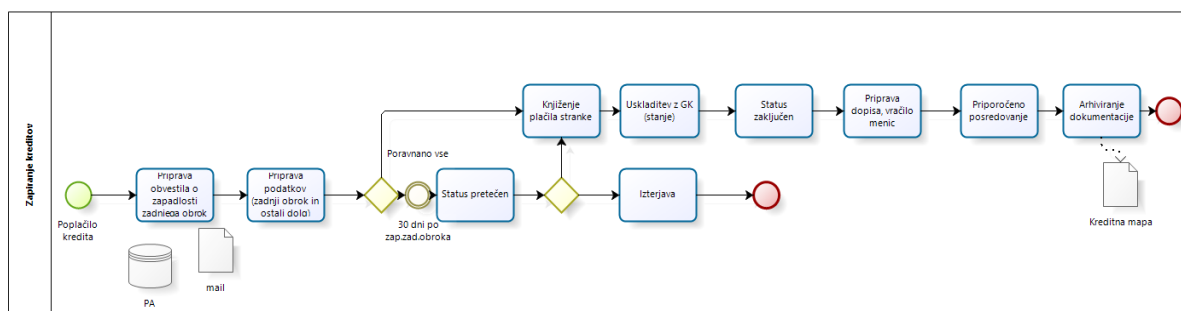 Zapiranje kreditov
Poplačilo
kredita
Priprava
obvestila o
zapadlosti
zadnjega obrok
PA
mail
Priprava
podatkov
(zadnji obrok in
ostali dolg)
Poravnano vse
30 dni po
zap.zad.obroka
Status pretečen
Knjiženje
plačila stranke
Uskladitev z GK
(stanje)
Status
zaključen
Priprava
dopisa, vračilo
menic
Priporočeno
posredovanje
Arhiviranje
dokumentacije
Kreditna mapa
Izterjava